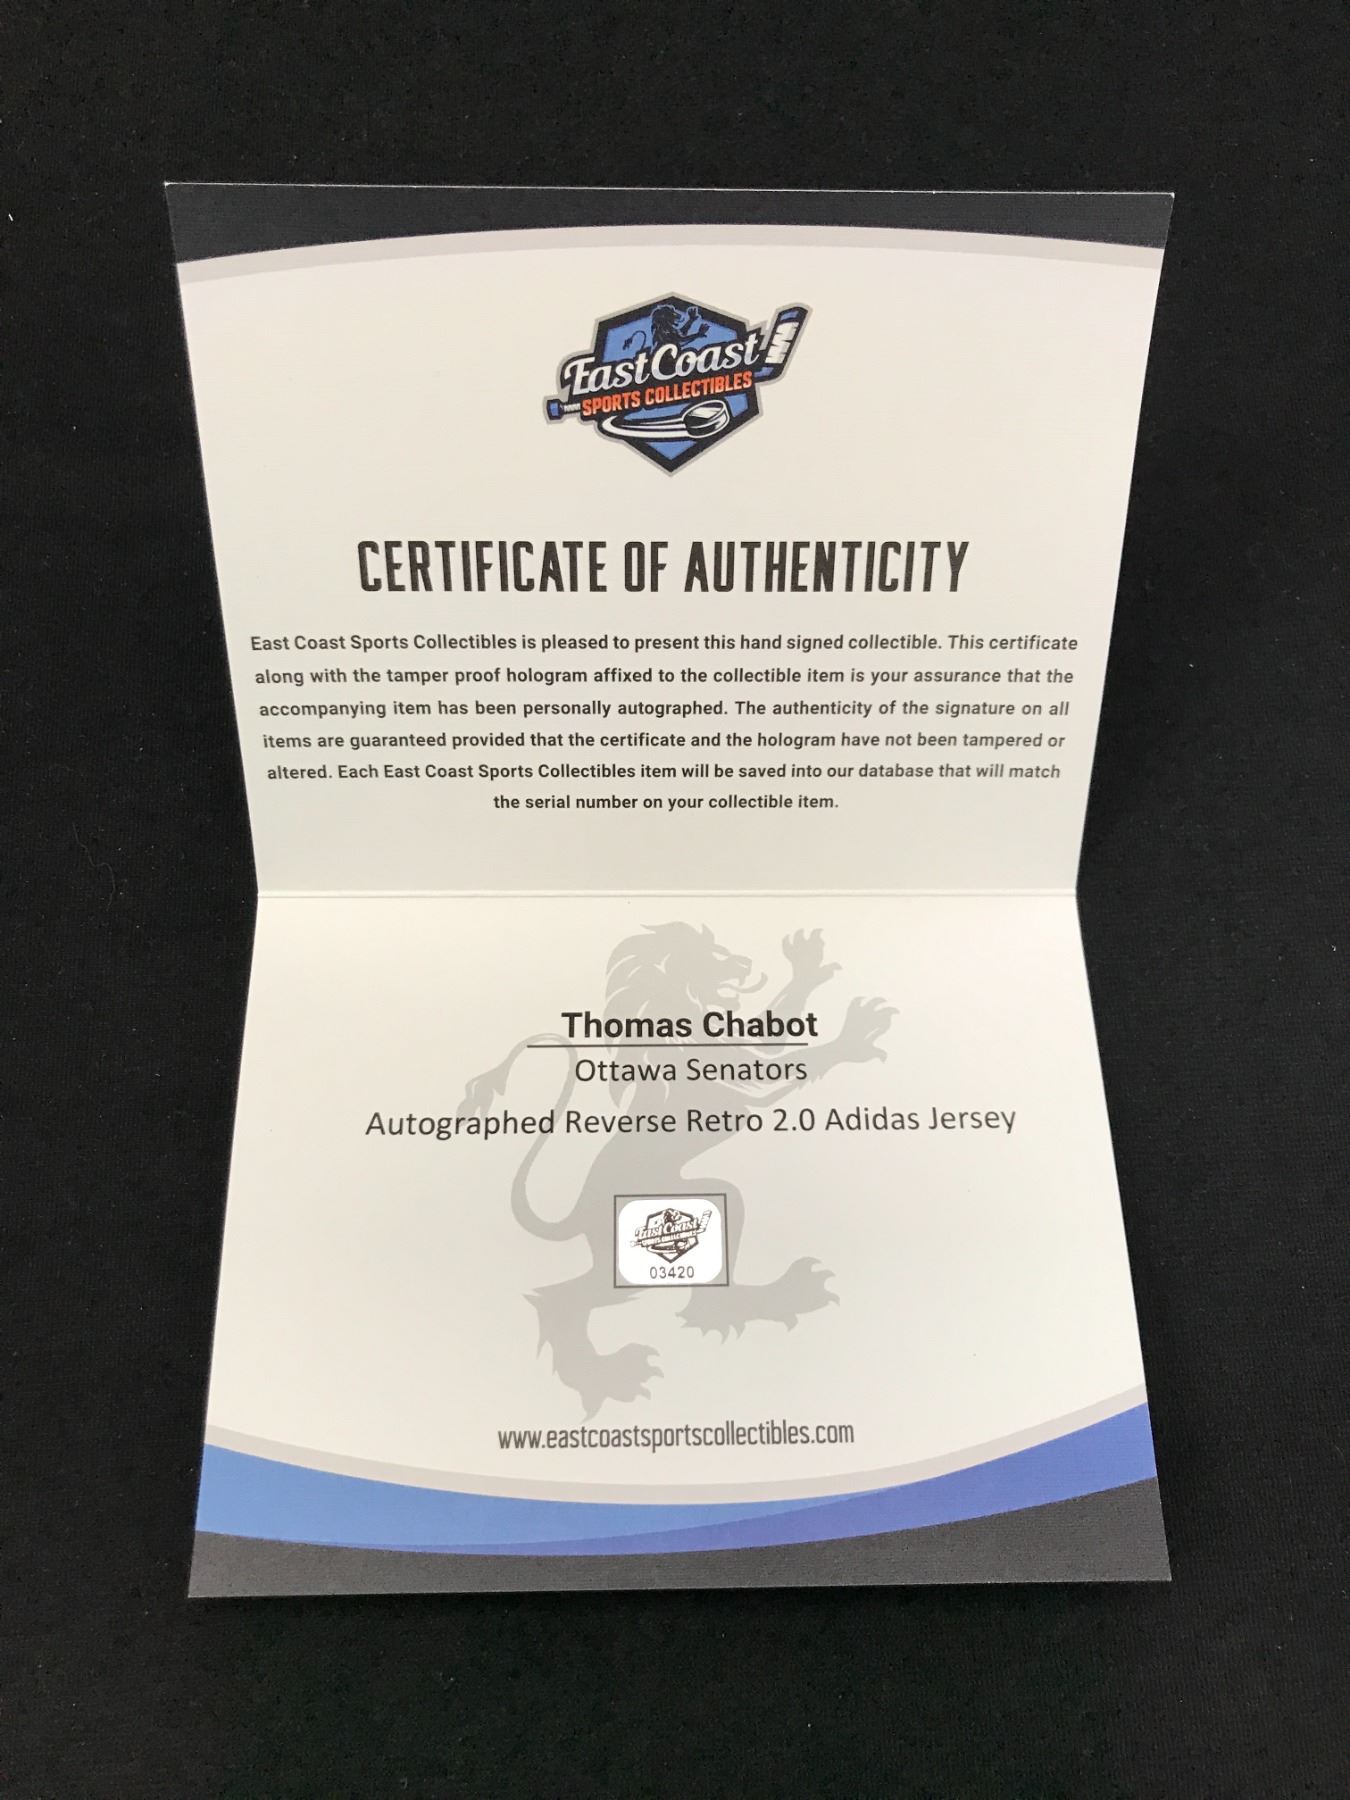 EastCoast
SPORTS COLLECTIBLES
CERTIFICATE OF AUTHENTICITY
East Coast Sports Collectibles is pleased to present this hand signed collectible. This certificate
along with the tamper proof hologram affixed to the collectible item is your assurance that the
accompanying item has been personally autographed. The authenticity of the signature on all
items are guaranteed provided that the certificate and the hologram have not been tampered or
altered. Each East Coast Sports Collectibles item will be saved into our database that will match
the serial number on your collectible item.
Thomas Chabot
Ottawa Senators
Autographed Reverse Retro 2.0 Adidas Jersey
East Coast
SPORTS COLLECTIBLES
03420
www.eastcoastsportscollectibles.com